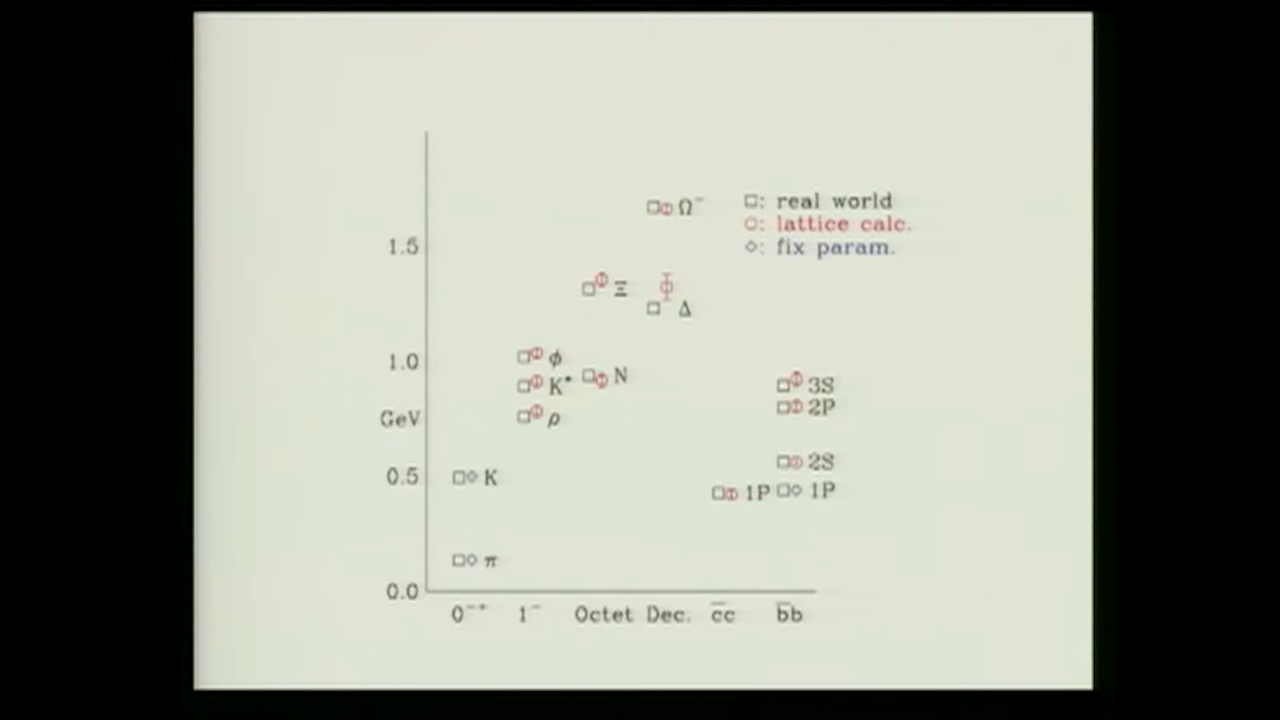 Ω⁻
□: real world
○: lattice calc.
◇: fix param.
1.5
Ξ
Δ
1.0
ϕ
K*
N
ρ
3S
2P
GeV
0.5
K
2S
1P
1P
π
0.0
0⁻⁺ 1⁻ Octet Dec. c̅c b̅b